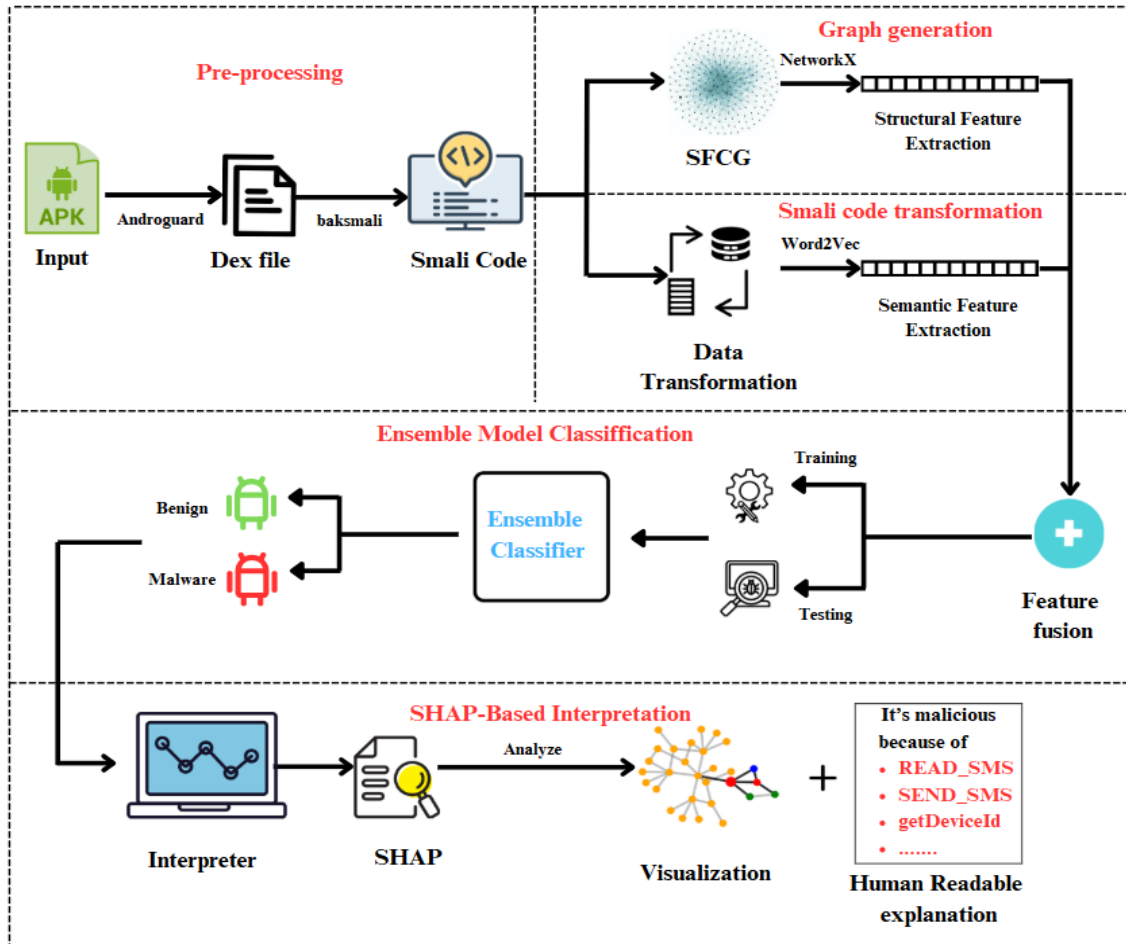 Pre-processing
APK
Input
Androguard
Dex file
baksmali
Smali Code
Graph generation
NetworkX
SFCG
Structural Feature
Extraction
Smali code transformation
Word2Vec
Data
Transformation
Semantic Feature
Extraction
Ensemble Model Classiffication
Training
Testing
Feature
fusion
Ensemble
Classifier
Benign
Malware
SHAP-Based Interpretation
Interpreter
SHAP
Analyze
Visualization
+
It's malicious
because of
• READ_SMS
• SEND_SMS
• getDeviceId
• .......
Human Readable
explanation